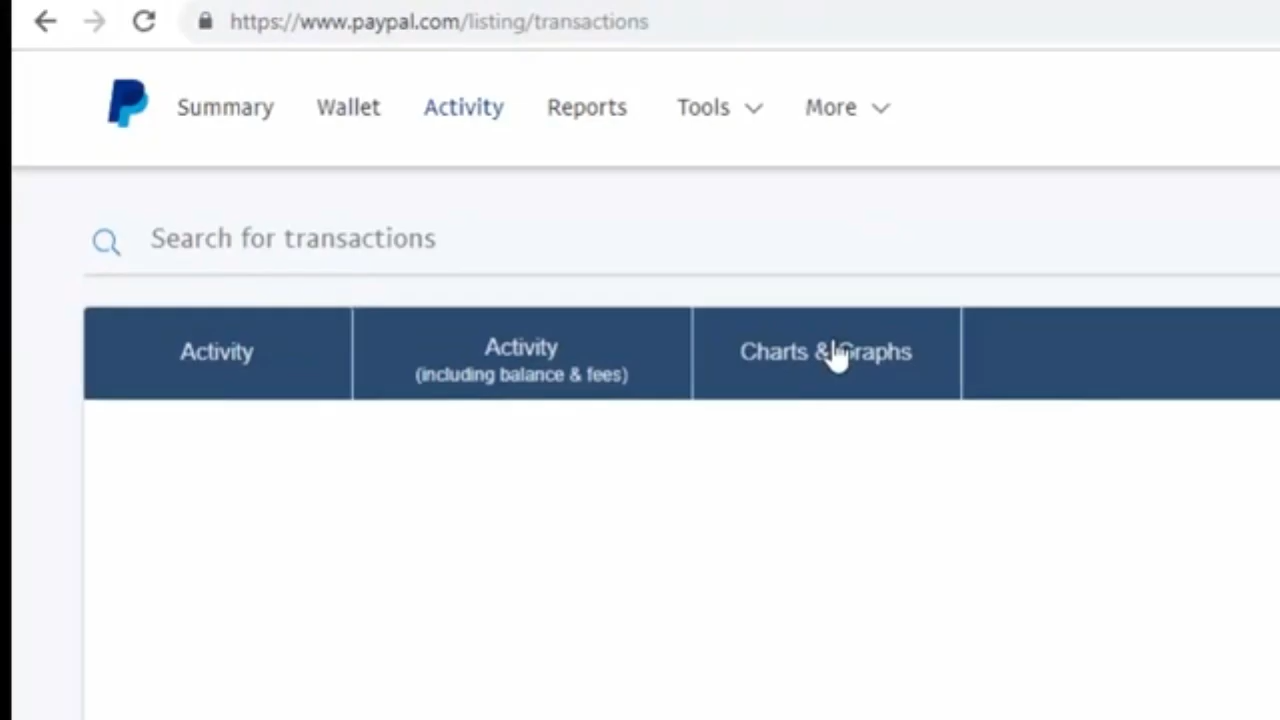 https://www.paypal.com/listing/transactions
Summary Wallet Activity Reports Tools More
Search for transactions
Activity
Activity
(including balance & fees)
Charts & Graphs